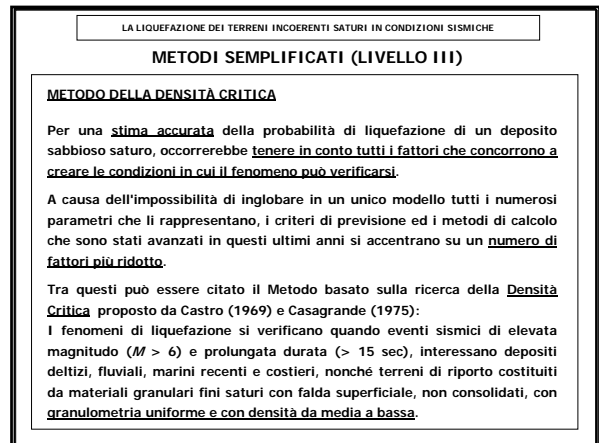 LA LIQUEFAZIONE DEI TERRENI INCOERENTI SATURI IN CONDIZIONI SISMICHE
METODI SEMPLIFICATI (LIVELLO III)
METODO DELLA DENSITÀ CRITICA
Per una stima accurata della probabilità di liquefazione di un deposito
sabbioso saturo, occorrerebbe tenere in conto tutti i fattori che concorrono a
creare le condizioni in cui il fenomeno può verificarsi.
A causa dell'impossibilità di inglobare in un unico modello tutti i numerosi
parametri che li rappresentano, i criteri di previsione ed i metodi di calcolo
che sono stati avanzati in questi ultimi anni si accentrano su un numero di
fattori più ridotto.
Tra questi può essere citato il Metodo basato sulla ricerca della Densità
Critica proposto da Castro (1969) e Casagrande (1975):
I fenomeni di liquefazione si verificano quando eventi sismici di elevata
magnitudo (M > 6) e prolungata durata (> 15 sec), interessano depositi
deltizi, fluviali, marini recenti e costieri, nonché terreni di riporto costituiti
da materiali granulari fini saturi con falda superficiale, non consolidati, con
granulometria uniforme e con densità da media a bassa.